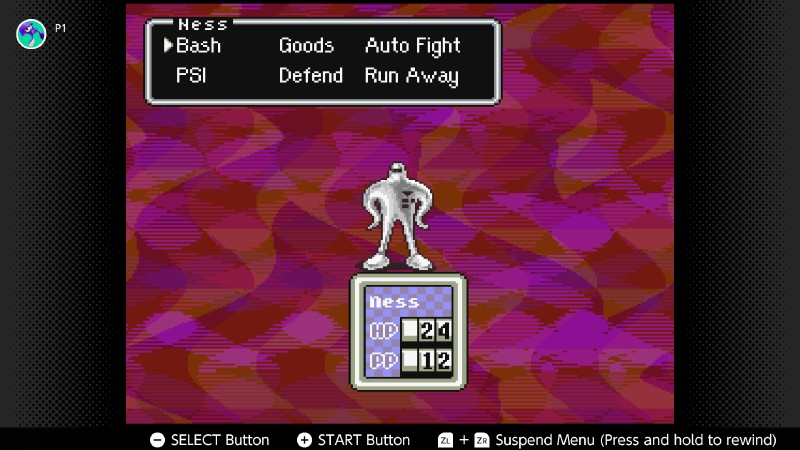 P1
Ness
Bash Goods Auto Fight
PSI Defend Run Away
Ness
HP 24
PP 12
SELECT Button + START Button ZL + ZR Suspend Menu (Press and hold to rewind)